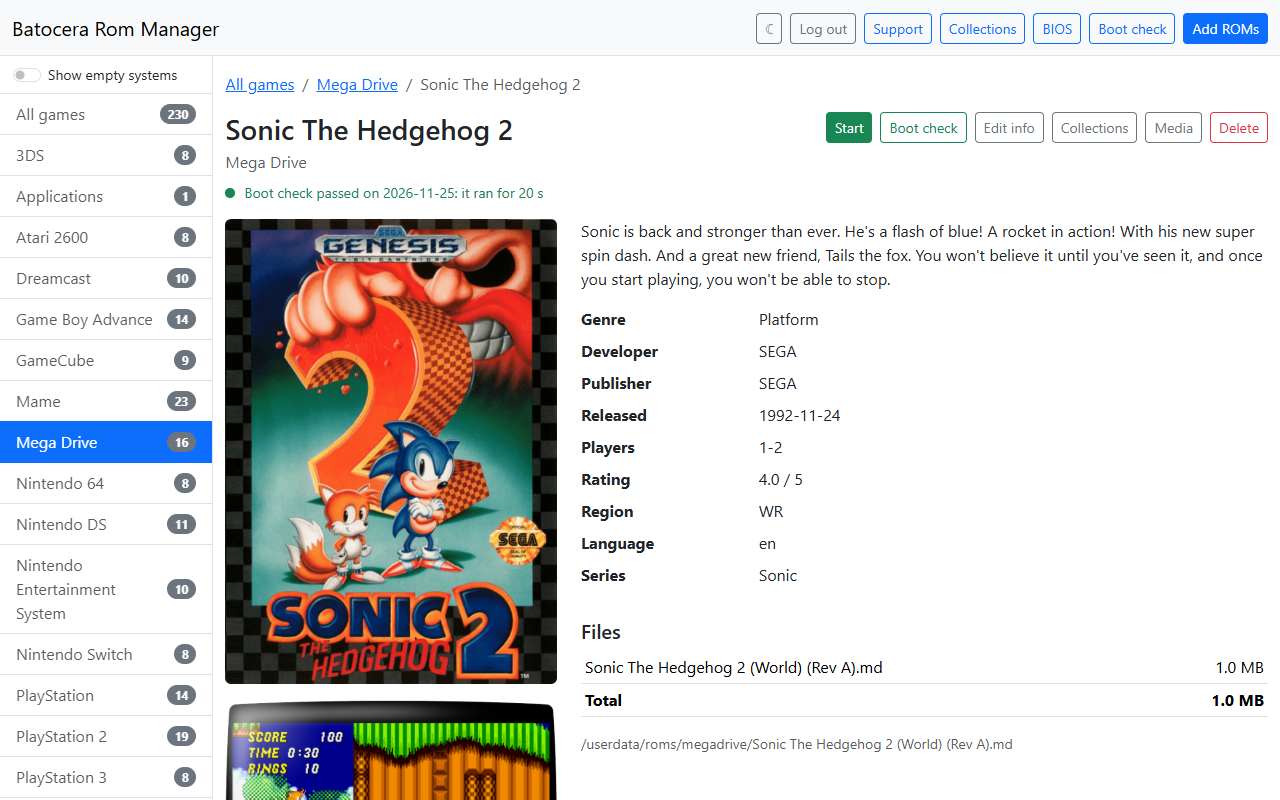 Batocera Rom Manager
☾ Log out Support Collections BIOS Boot check Add ROMs
Show empty systems
All games 230
3DS 8
Applications 1
Atari 2600 8
Dreamcast 10
Game Boy Advance 14
GameCube 9
Mame 23
Mega Drive 16
Nintendo 64 8
Nintendo DS 11
Nintendo
Entertainment
System 10
Nintendo Switch 8
PlayStation 14
PlayStation 2 19
PlayStation 3 8
All games / Mega Drive / Sonic The Hedgehog 2
Sonic The Hedgehog 2
Start Boot check Edit info Collections Media Delete
Mega Drive
Boot check passed on 2026-11-25: it ran for 20 s
SEGA
GENESIS
16-BIT CARTRIDGE
2
SEGA
SONIC
THE
HEDGEHOG
2
TM
SCORE 100
TIME 0:30
RINGS 10
Sonic is back and stronger than ever. He's a flash of blue! A rocket in action! With his new super
spin dash. And a great new friend, Tails the fox. You won't believe it until you've seen it, and once
you start playing, you won't be able to stop.
Genre Platform
Developer SEGA
Publisher SEGA
Released 1992-11-24
Players 1-2
Rating 4.0 / 5
Region WR
Language en
Series Sonic
Files
Sonic The Hedgehog 2 (World) (Rev A).md 1.0 MB
Total 1.0 MB
/userdata/roms/megadrive/Sonic The Hedgehog 2 (World) (Rev A).md